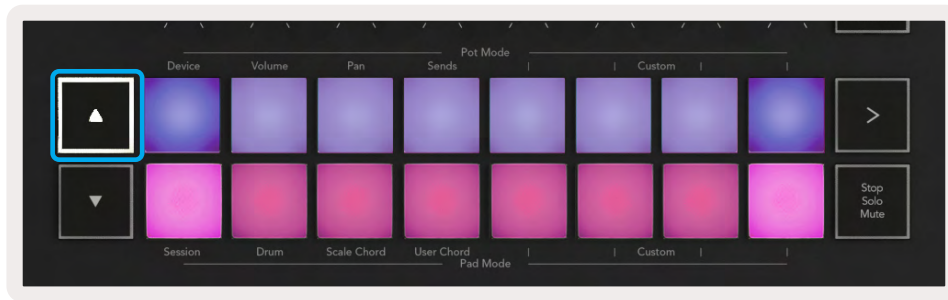 Pot Mode
Device Volume Pan Sends Custom
Stop
Solo
Mute
Session Drum Scale Chord User Chord Custom
Pad Mode